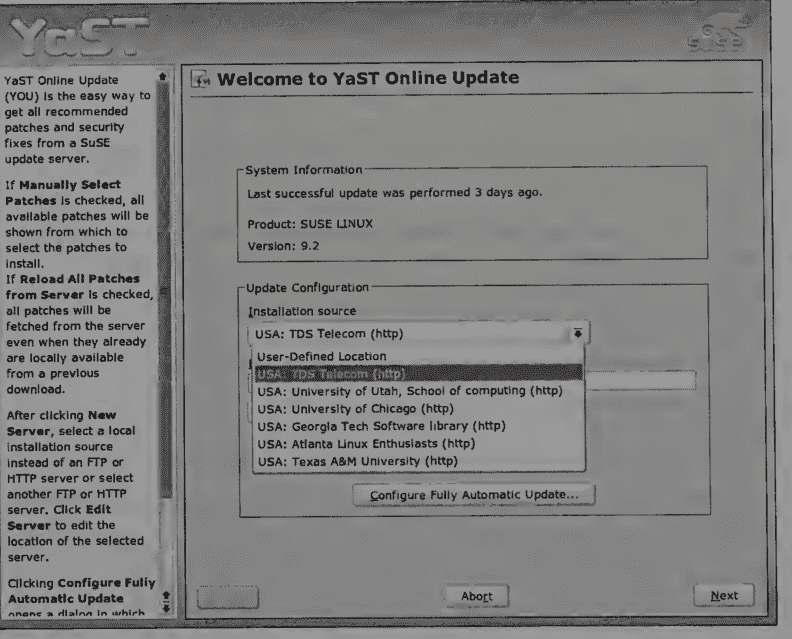 YaST
SuSE
YaST Online Update
(YOU) is the easy way to
get all recommended
patches and security
fixes from a SuSE
update server.
If Manually Select
Patches is checked, all
available patches will be
shown from which to
select the patches to
install.
If Reload All Patches
from Server is checked,
all patches will be
fetched from the server
even when they already
are locally available
from a previous
download.
After clicking New
Server, select a local
installation source
instead of an FTP or
HTTP server or select
another FTP or HTTP
server. Click Edit
Server to edit the
location of the selected
server.
Clicking Configure Fully
Automatic Update
opens a dialog in which
Welcome to YaST Online Update
System Information
Last successful update was performed 3 days ago.
Product: SUSE LINUX
Version: 9.2
Update Configuration
Installation source
USA: TDS Telecom (http)
User-Defined Location
USA: TDS Telecom (http)
USA: University of Utah, School of computing (http)
USA: University of Chicago (http)
USA: Georgia Tech Software library (http)
USA: Atlanta Linux Enthusiasts (http)
USA: Texas A&M University (http)
Configure Fully Automatic Update...
Abort
Next